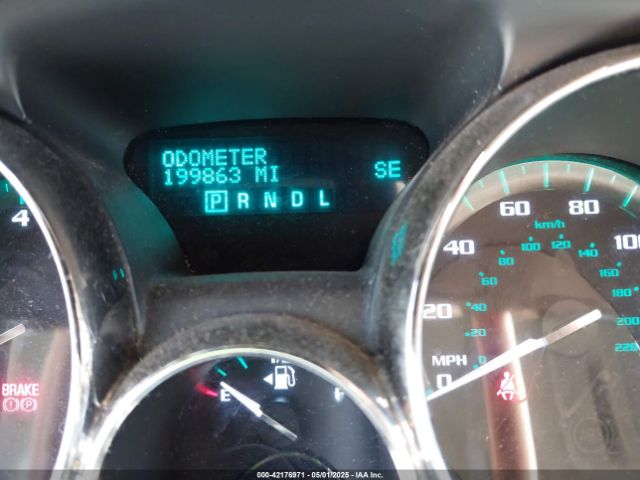 ODOMETER
199863 MI
SE
P R N D L
4
BRAKE
E
20 40 60 80 100
km/h
20 40 60 80 100 120 140 160 180 200 220
MPH
0
0
000-42176971 - 05/01/2025 - IAA Inc.